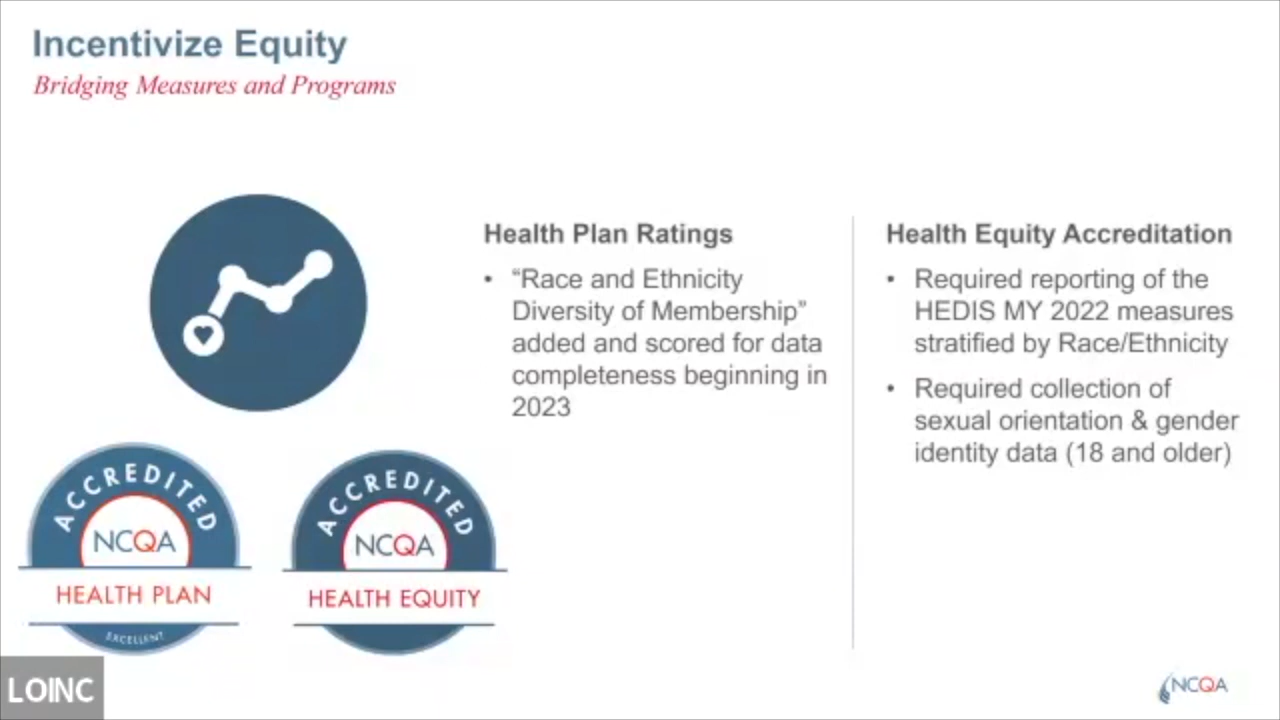 Incentivize Equity
Bridging Measures and Programs
Health Plan Ratings
• “Race and Ethnicity
Diversity of Membership”
added and scored for data
completeness beginning in
2023
Health Equity Accreditation
• Required reporting of the
HEDIS MY 2022 measures
stratified by Race/Ethnicity
• Required collection of
sexual orientation & gender
identity data (18 and older)
ACCREDITED
NCQA
HEALTH PLAN
EXCELLENT
ACCREDITED
NCQA
HEALTH EQUITY
LOINC
NCQA